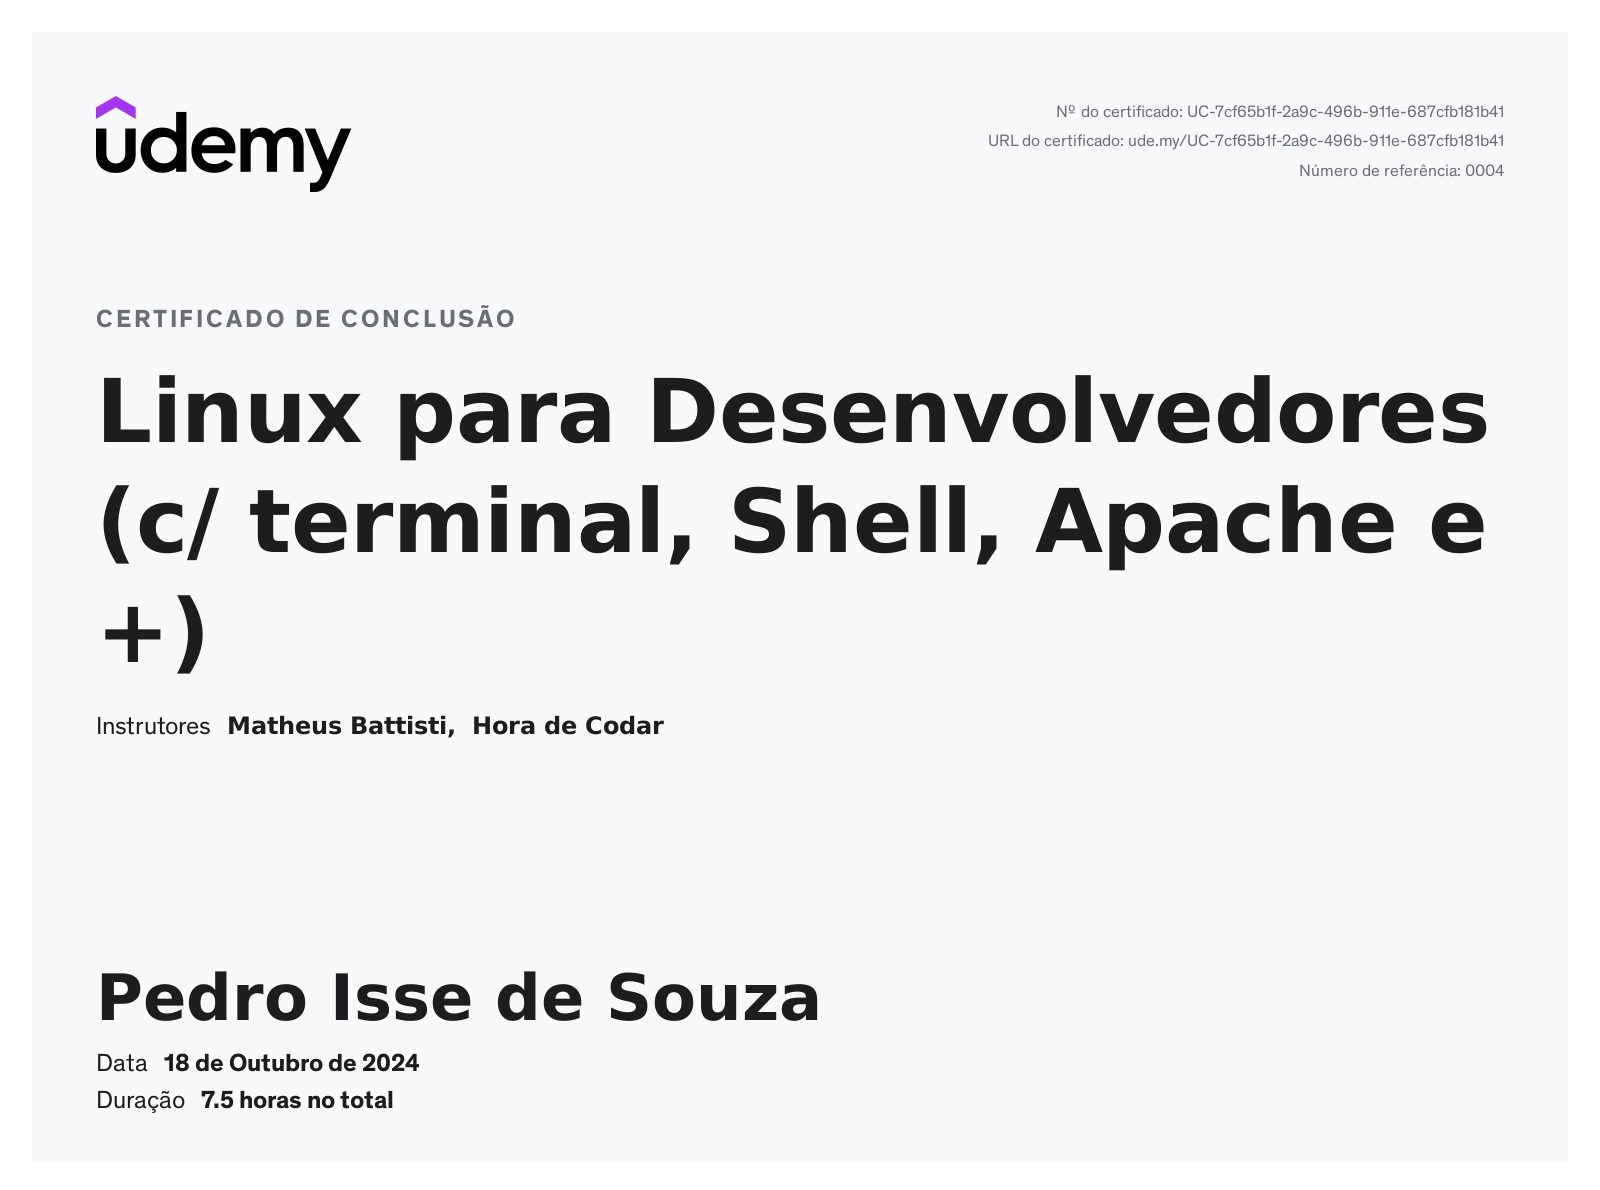 udemy
Nº do certificado: UC-7cf65b1f-2a9c-496b-911e-687cfb181b41
URL do certificado: ude.my/UC-7cf65b1f-2a9c-496b-911e-687cfb181b41
Número de referência: 0004
CERTIFICADO DE CONCLUSÃO
Linux para Desenvolvedores
(c/ terminal, Shell, Apache e
+)
Instrutores Matheus Battisti, Hora de Codar
Pedro Isse de Souza
Data 18 de Outubro de 2024
Duração 7.5 horas no total